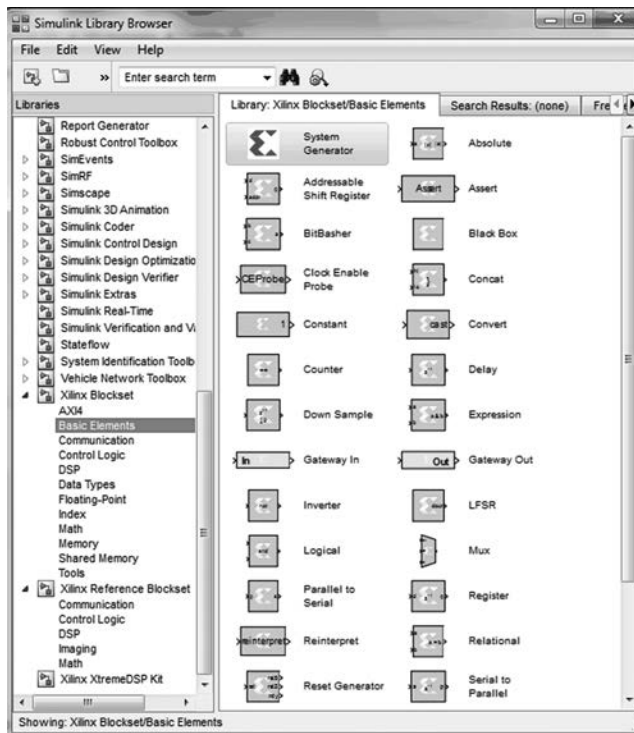 Simulink Library Browser
File Edit View Help
» Enter search term
Libraries
Library: Xilinx Blockset/Basic Elements
Search Results: (none)
Fre
Report Generator
Robust Control Toolbox
SimEvents
SimRF
Simscape
Simulink 3D Animation
Simulink Coder
Simulink Control Design
Simulink Design Optimizatio
Simulink Design Verifier
Simulink Extras
Simulink Real-Time
Simulink Verification and Va
Stateflow
System Identification Toolb
Vehicle Network Toolbox
Xilinx Blockset
AXI4
Basic Elements
Communication
Control Logic
DSP
Data Types
Floating-Point
Index
Math
Memory
Shared Memory
Tools
Xilinx Reference Blockset
Communication
Control Logic
DSP
Imaging
Math
Xilinx XtremeDSP Kit
System
Generator
Absolute
Addressable
Shift Register
Assert
Assert
BitBasher
Black Box
CEProbe
Clock Enable
Probe
Concat
1
Constant
cast
Convert
Counter
Delay
Down Sample
Expression
In
Gateway In
Out
Gateway Out
Inverter
LFSR
Logical
Mux
Parallel to
Serial
Register
reinterpret
Reinterpret
Relational
Reset Generator
Serial to
Parallel
Showing: Xilinx Blockset/Basic Elements